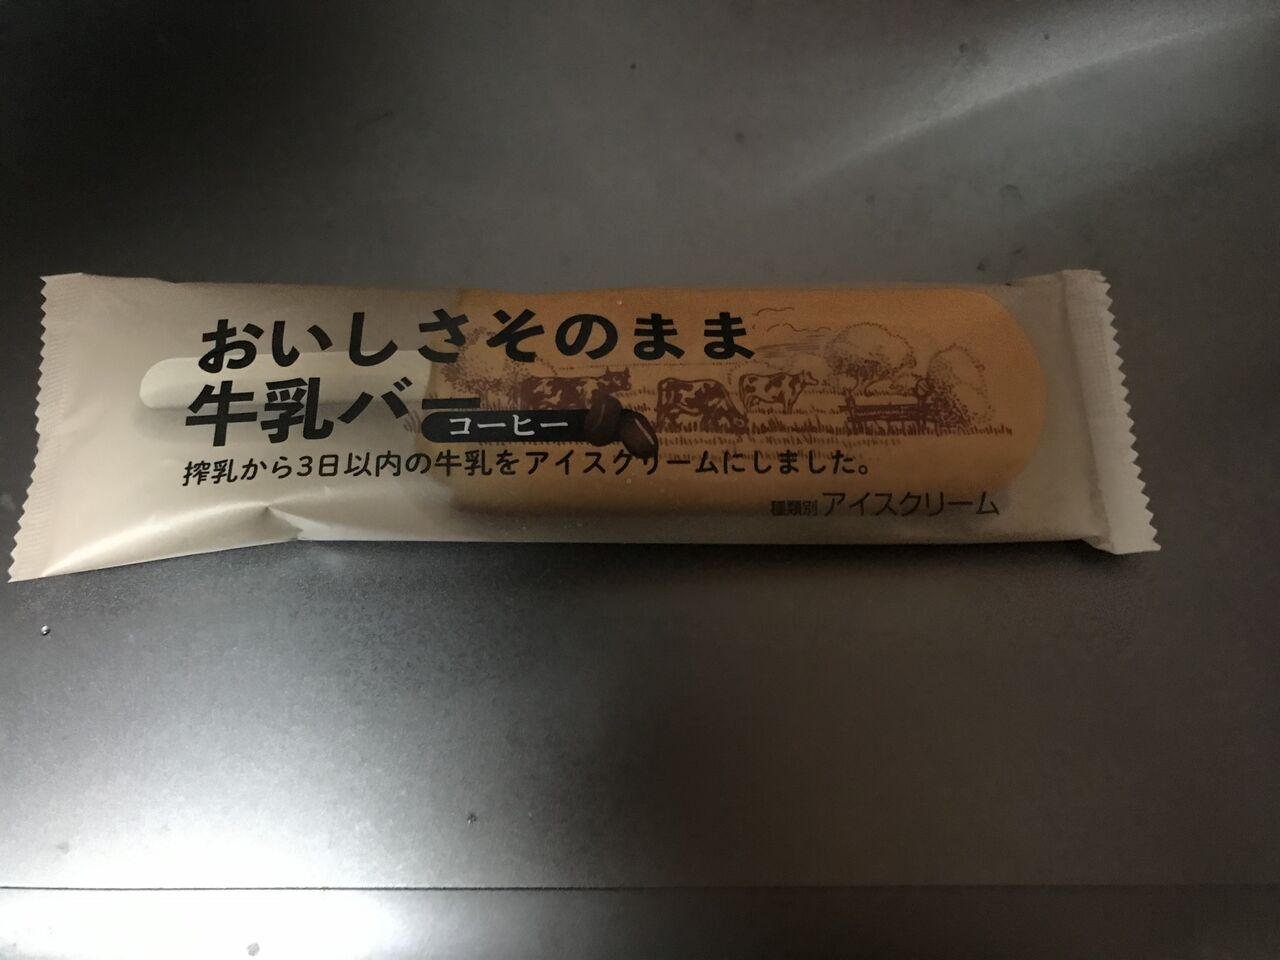 おいしさそのまま
牛乳バー
コーヒー
搾乳から3日以内の牛乳をアイスクリームにしました。
種類別 アイスクリーム